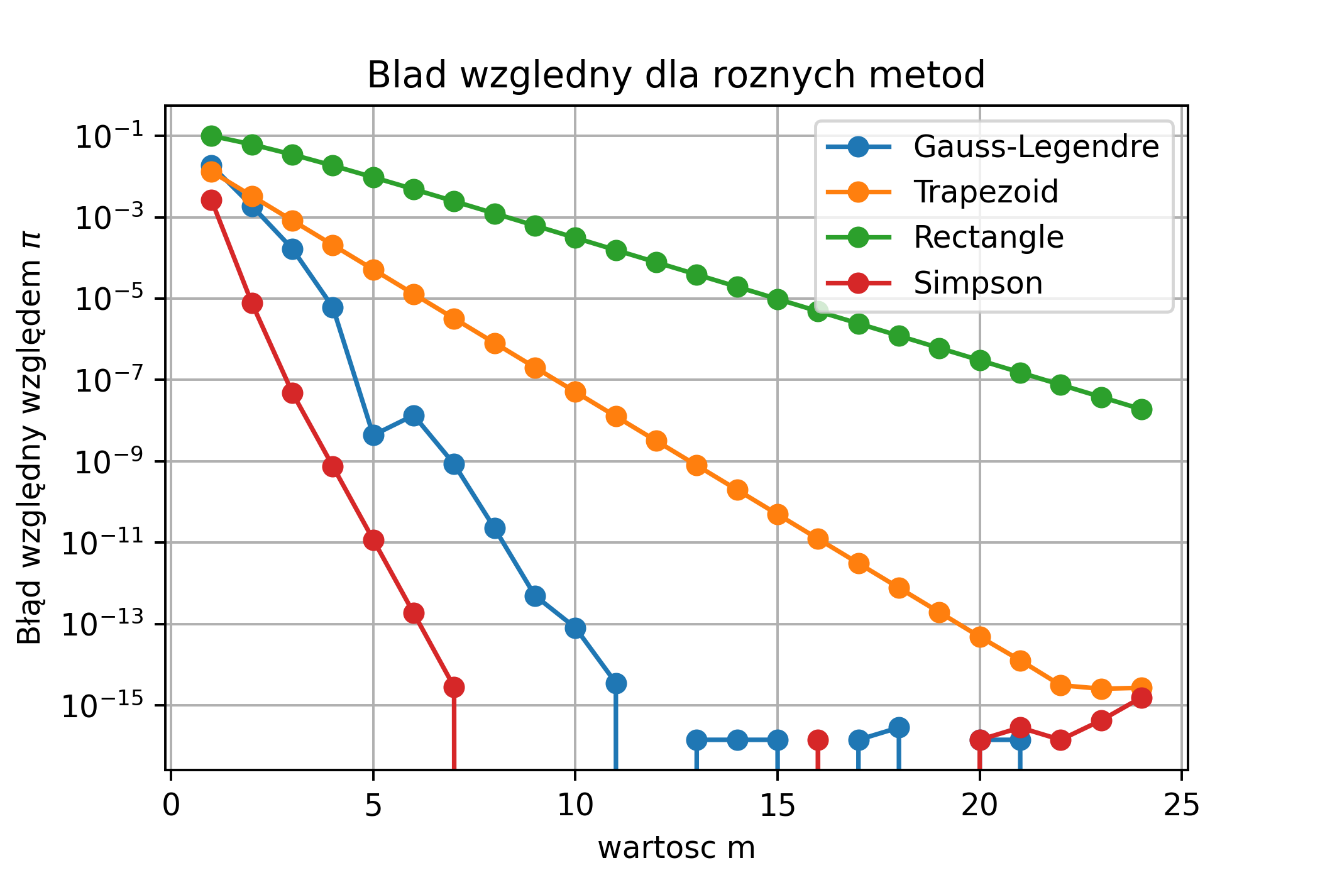 Blad wzgledny dla roznych metod
Błąd względny względem π
10⁻¹
10⁻³
10⁻⁵
10⁻⁷
10⁻⁹
10⁻¹¹
10⁻¹³
10⁻¹⁵
Gauss-Legendre
Trapezoid
Rectangle
Simpson
0 5 10 15 20 25
wartosc m